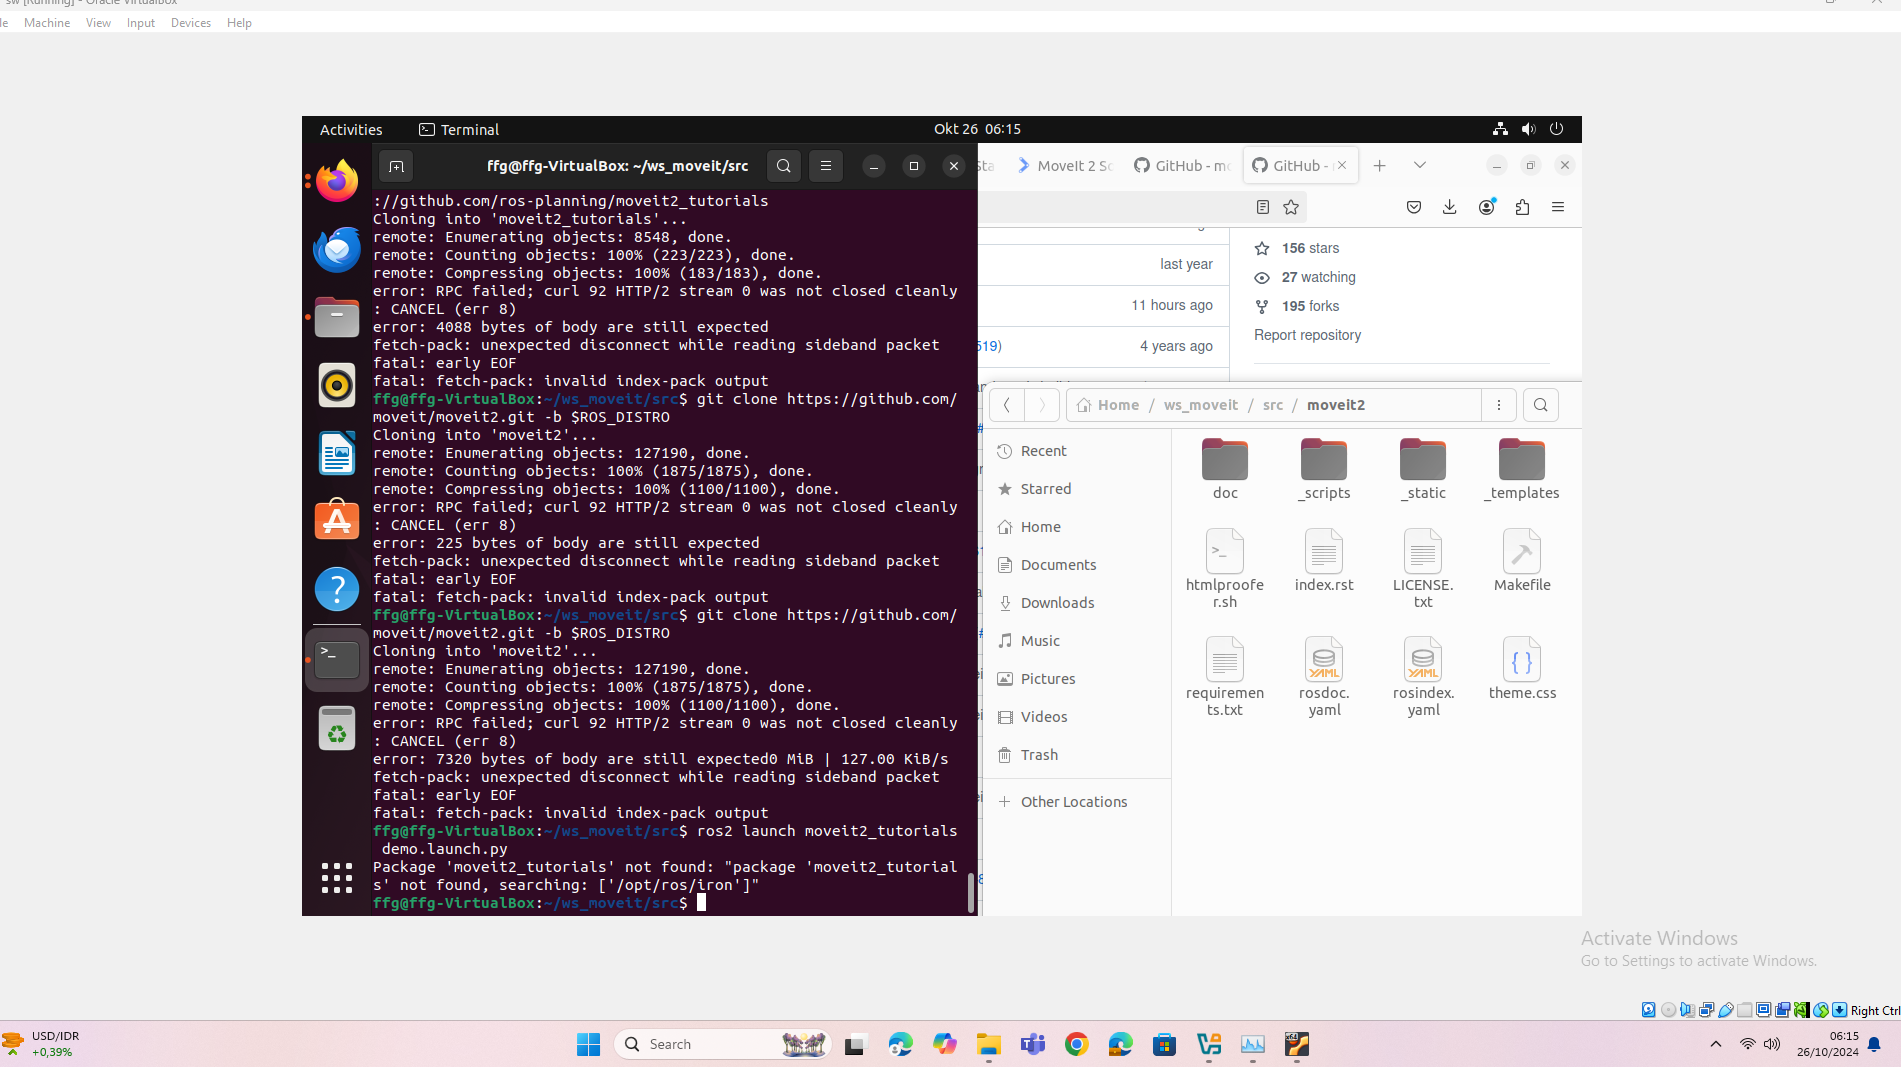 sw [Running] - Oracle VirtualBox
Machine View Input Devices Help
Activities Terminal Okt 26 06:15
ffg@ffg-VirtualBox: ~/ws_moveit/src
://github.com/ros-planning/moveit2_tutorials
Cloning into 'moveit2_tutorials'...
remote: Enumerating objects: 8548, done.
remote: Counting objects: 100% (223/223), done.
remote: Compressing objects: 100% (183/183), done.
error: RPC failed; curl 92 HTTP/2 stream 0 was not closed cleanly
: CANCEL (err 8)
error: 4088 bytes of body are still expected
fetch-pack: unexpected disconnect while reading sideband packet
fatal: early EOF
fatal: fetch-pack: invalid index-pack output
ffg@ffg-VirtualBox:~/ws_moveit/src$ git clone https://github.com/
moveit/moveit2.git -b $ROS_DISTRO
Cloning into 'moveit2'...
remote: Enumerating objects: 127190, done.
remote: Counting objects: 100% (1875/1875), done.
remote: Compressing objects: 100% (1100/1100), done.
error: RPC failed; curl 92 HTTP/2 stream 0 was not closed cleanly
: CANCEL (err 8)
error: 225 bytes of body are still expected
fetch-pack: unexpected disconnect while reading sideband packet
fatal: early EOF
fatal: fetch-pack: invalid index-pack output
ffg@ffg-VirtualBox:~/ws_moveit/src$ git clone https://github.com/
moveit/moveit2.git -b $ROS_DISTRO
Cloning into 'moveit2'...
remote: Enumerating objects: 127190, done.
remote: Counting objects: 100% (1875/1875), done.
remote: Compressing objects: 100% (1100/1100), done.
error: RPC failed; curl 92 HTTP/2 stream 0 was not closed cleanly
: CANCEL (err 8)
error: 7320 bytes of body are still expected0 MiB | 127.00 KiB/s
fetch-pack: unexpected disconnect while reading sideband packet
fatal: early EOF
fatal: fetch-pack: invalid index-pack output
ffg@ffg-VirtualBox:~/ws_moveit/src$ ros2 launch moveit2_tutorials
demo.launch.py
Package 'moveit2_tutorials' not found: "package 'moveit2_tutorial
s' not found, searching: ['/opt/ros/iron']"
ffg@ffg-VirtualBox:~/ws_moveit/src$
Sta MoveIt 2 So GitHub - mo GitHub - 
last year
11 hours ago
519) 4 years ago
156 stars
27 watching
195 forks
Report repository
Home / ws_moveit / src / moveit2
Recent
Starred
Home
Documents
Downloads
Music
Pictures
Videos
Trash
Other Locations
doc _scripts _static _templates
htmlproofe
r.sh
index.rst
LICENSE.
txt
Makefile
requiremen
ts.txt
rosdoc.
yaml
rosindex.
yaml
theme.css
Activate Windows
Go to Settings to activate Windows.
Right Ctrl
USD/IDR
+0,39%
Search
06:15
26/10/2024